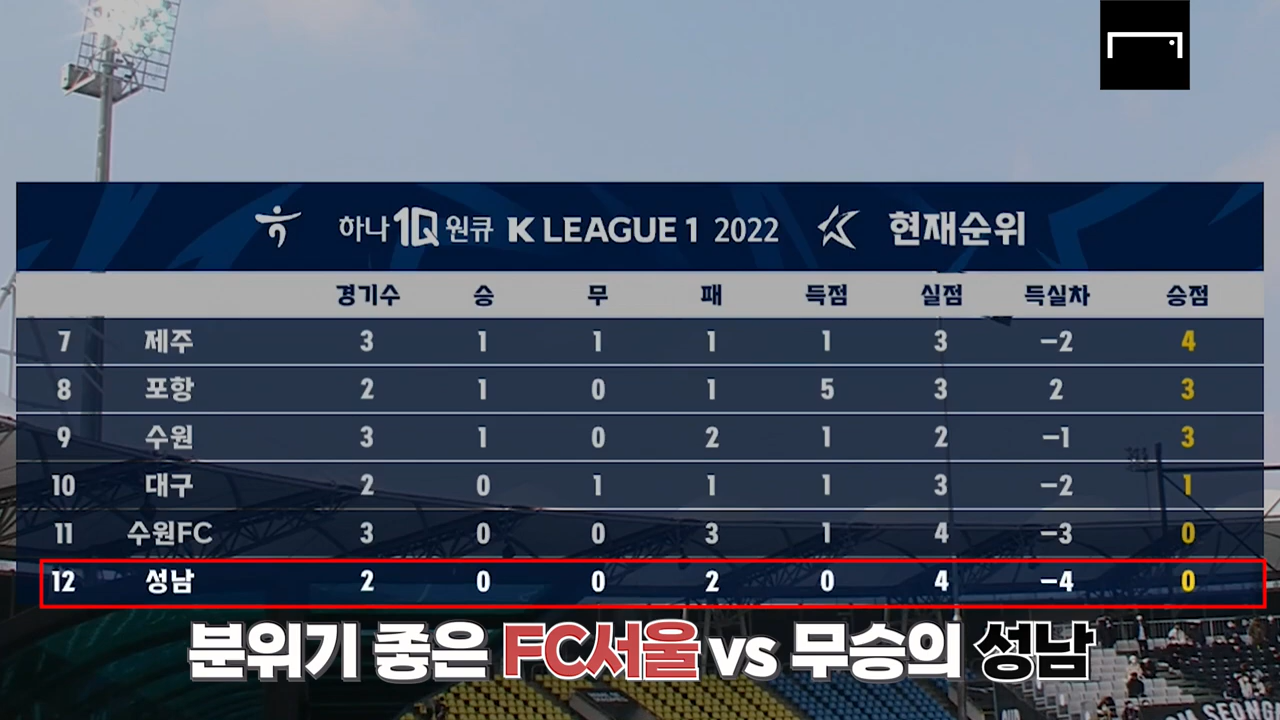 하나1Q원큐 K LEAGUE 1 2022 현재순위
경기수 승 무 패 득점 실점 득실차 승점
7 제주 3 1 1 1 1 3 -2 4
8 포항 2 1 0 1 5 3 2 3
9 수원 3 1 0 2 1 2 -1 3
10 대구 2 0 1 1 1 3 -2 1
11 수원FC 3 0 0 3 1 4 -3 0
12 성남 2 0 0 2 0 4 -4 0
분위기 좋은 FC서울 vs 무승의 성남